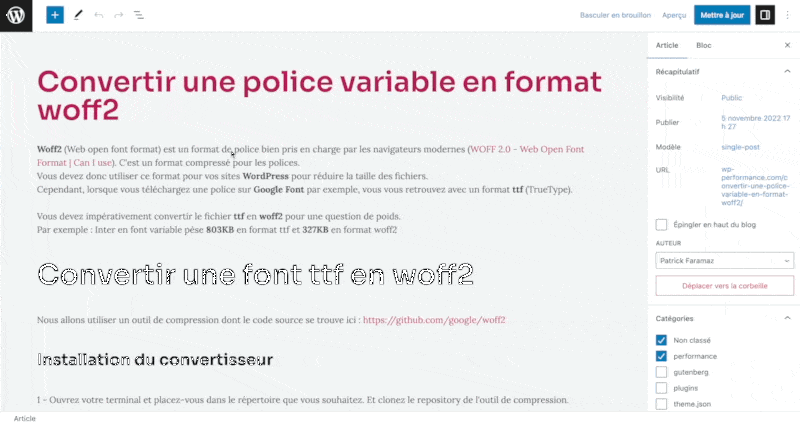 Basculer en brouillon Aperçu Mettre à jour
Convertir une police variable en format
woff2
Woff2 (Web open font format) est un format de police bien pris en charge par les navigateurs modernes (WOFF 2.0 - Web Open Font
Format | Can I use). C'est un format compressé pour les polices.
Vous devez donc utiliser ce format pour vos sites WordPress pour réduire la taille des fichiers.
Cependant, lorsque vous téléchargez une police sur Google Font par exemple, vous vous retrouvez avec un format ttf (TrueType).
Vous devez impérativement convertir le fichier ttf en woff2 pour une question de poids.
Par exemple : Inter en font variable pèse 803KB en format ttf et 327KB en format woff2
Convertir une font ttf en woff2
Nous allons utiliser un outil de compression dont le code source se trouve ici : https://github.com/google/woff2
Installation du convertisseur
1 - Ouvrez votre terminal et placez-vous dans le répertoire que vous souhaitez. Et clonez le repository de l'outil de compression.
Article Bloc
Récapitulatif
Visibilité Public
Publier 5 novembre 2022 17
h 27
Modèle single-post
URL wp-
performance.com/c
onvertir-une-police-
variable-en-format-
woff2/
Épingler en haut du blog
AUTEUR
Patrick Faramaz
Déplacer vers la corbeille
Catégories
Non classé
performance
gutenberg
plugins
theme.json
Article